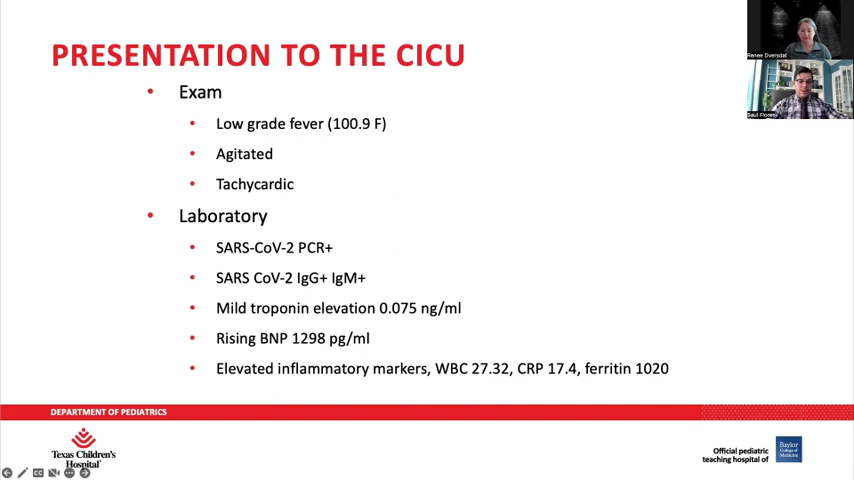 PRESENTATION TO THE CICU
Renee Dversdal
Saul Flores
• Exam
• Low grade fever (100.9 F)
• Agitated
• Tachycardic
• Laboratory
• SARS-CoV-2 PCR+
• SARS CoV-2 IgG+ IgM+
• Mild troponin elevation 0.075 ng/ml
• Rising BNP 1298 pg/ml
• Elevated inflammatory markers, WBC 27.32, CRP 17.4, ferritin 1020
DEPARTMENT OF PEDIATRICS
Texas Children's
Hospital
CC
Official pediatric
teaching hospital of
Baylor
College of
Medicine